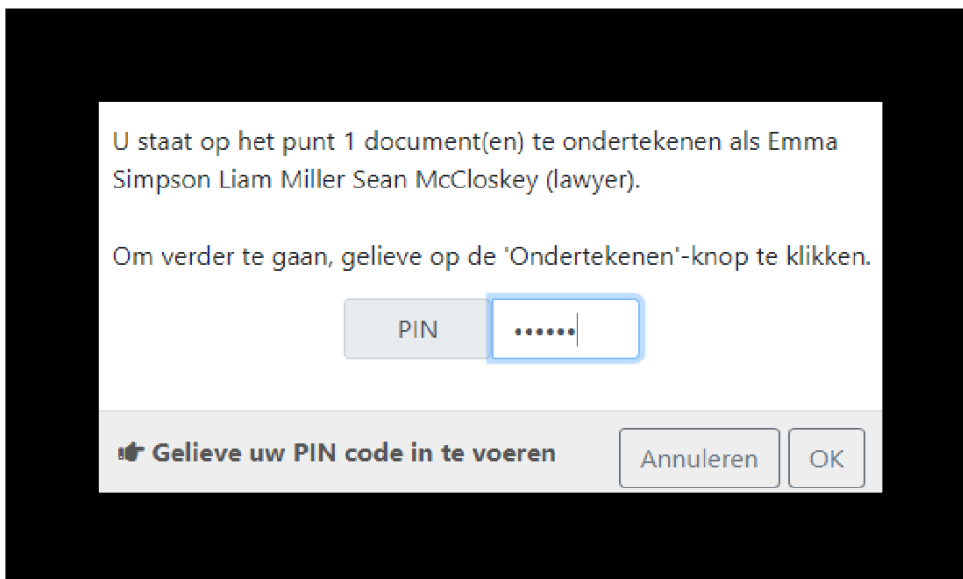 U staat op het punt 1 document(en) te ondertekenen als Emma
Simpson Liam Miller Sean McCloskey (lawyer).
Om verder te gaan, gelieve op de 'Ondertekenen'-knop te klikken.
PIN ••••••
Gelieve uw PIN code in te voeren
Annuleren OK